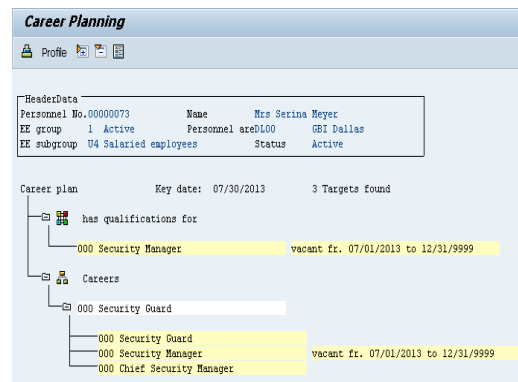 Career Planning
Profile
HeaderData
Personnel No. 00000073 Name Mrs Serina Meyer
EE group 1 Active Personnel are DL00 GBI Dallas
EE subgroup U4 Salaried employees Status Active
Career plan Key date: 07/30/2013 3 Targets found
has qualifications for
000 Security Manager vacant fr. 07/01/2013 to 12/31/9999
Careers
000 Security Guard
000 Security Guard
000 Security Manager vacant fr. 07/01/2013 to 12/31/9999
000 Chief Security Manager